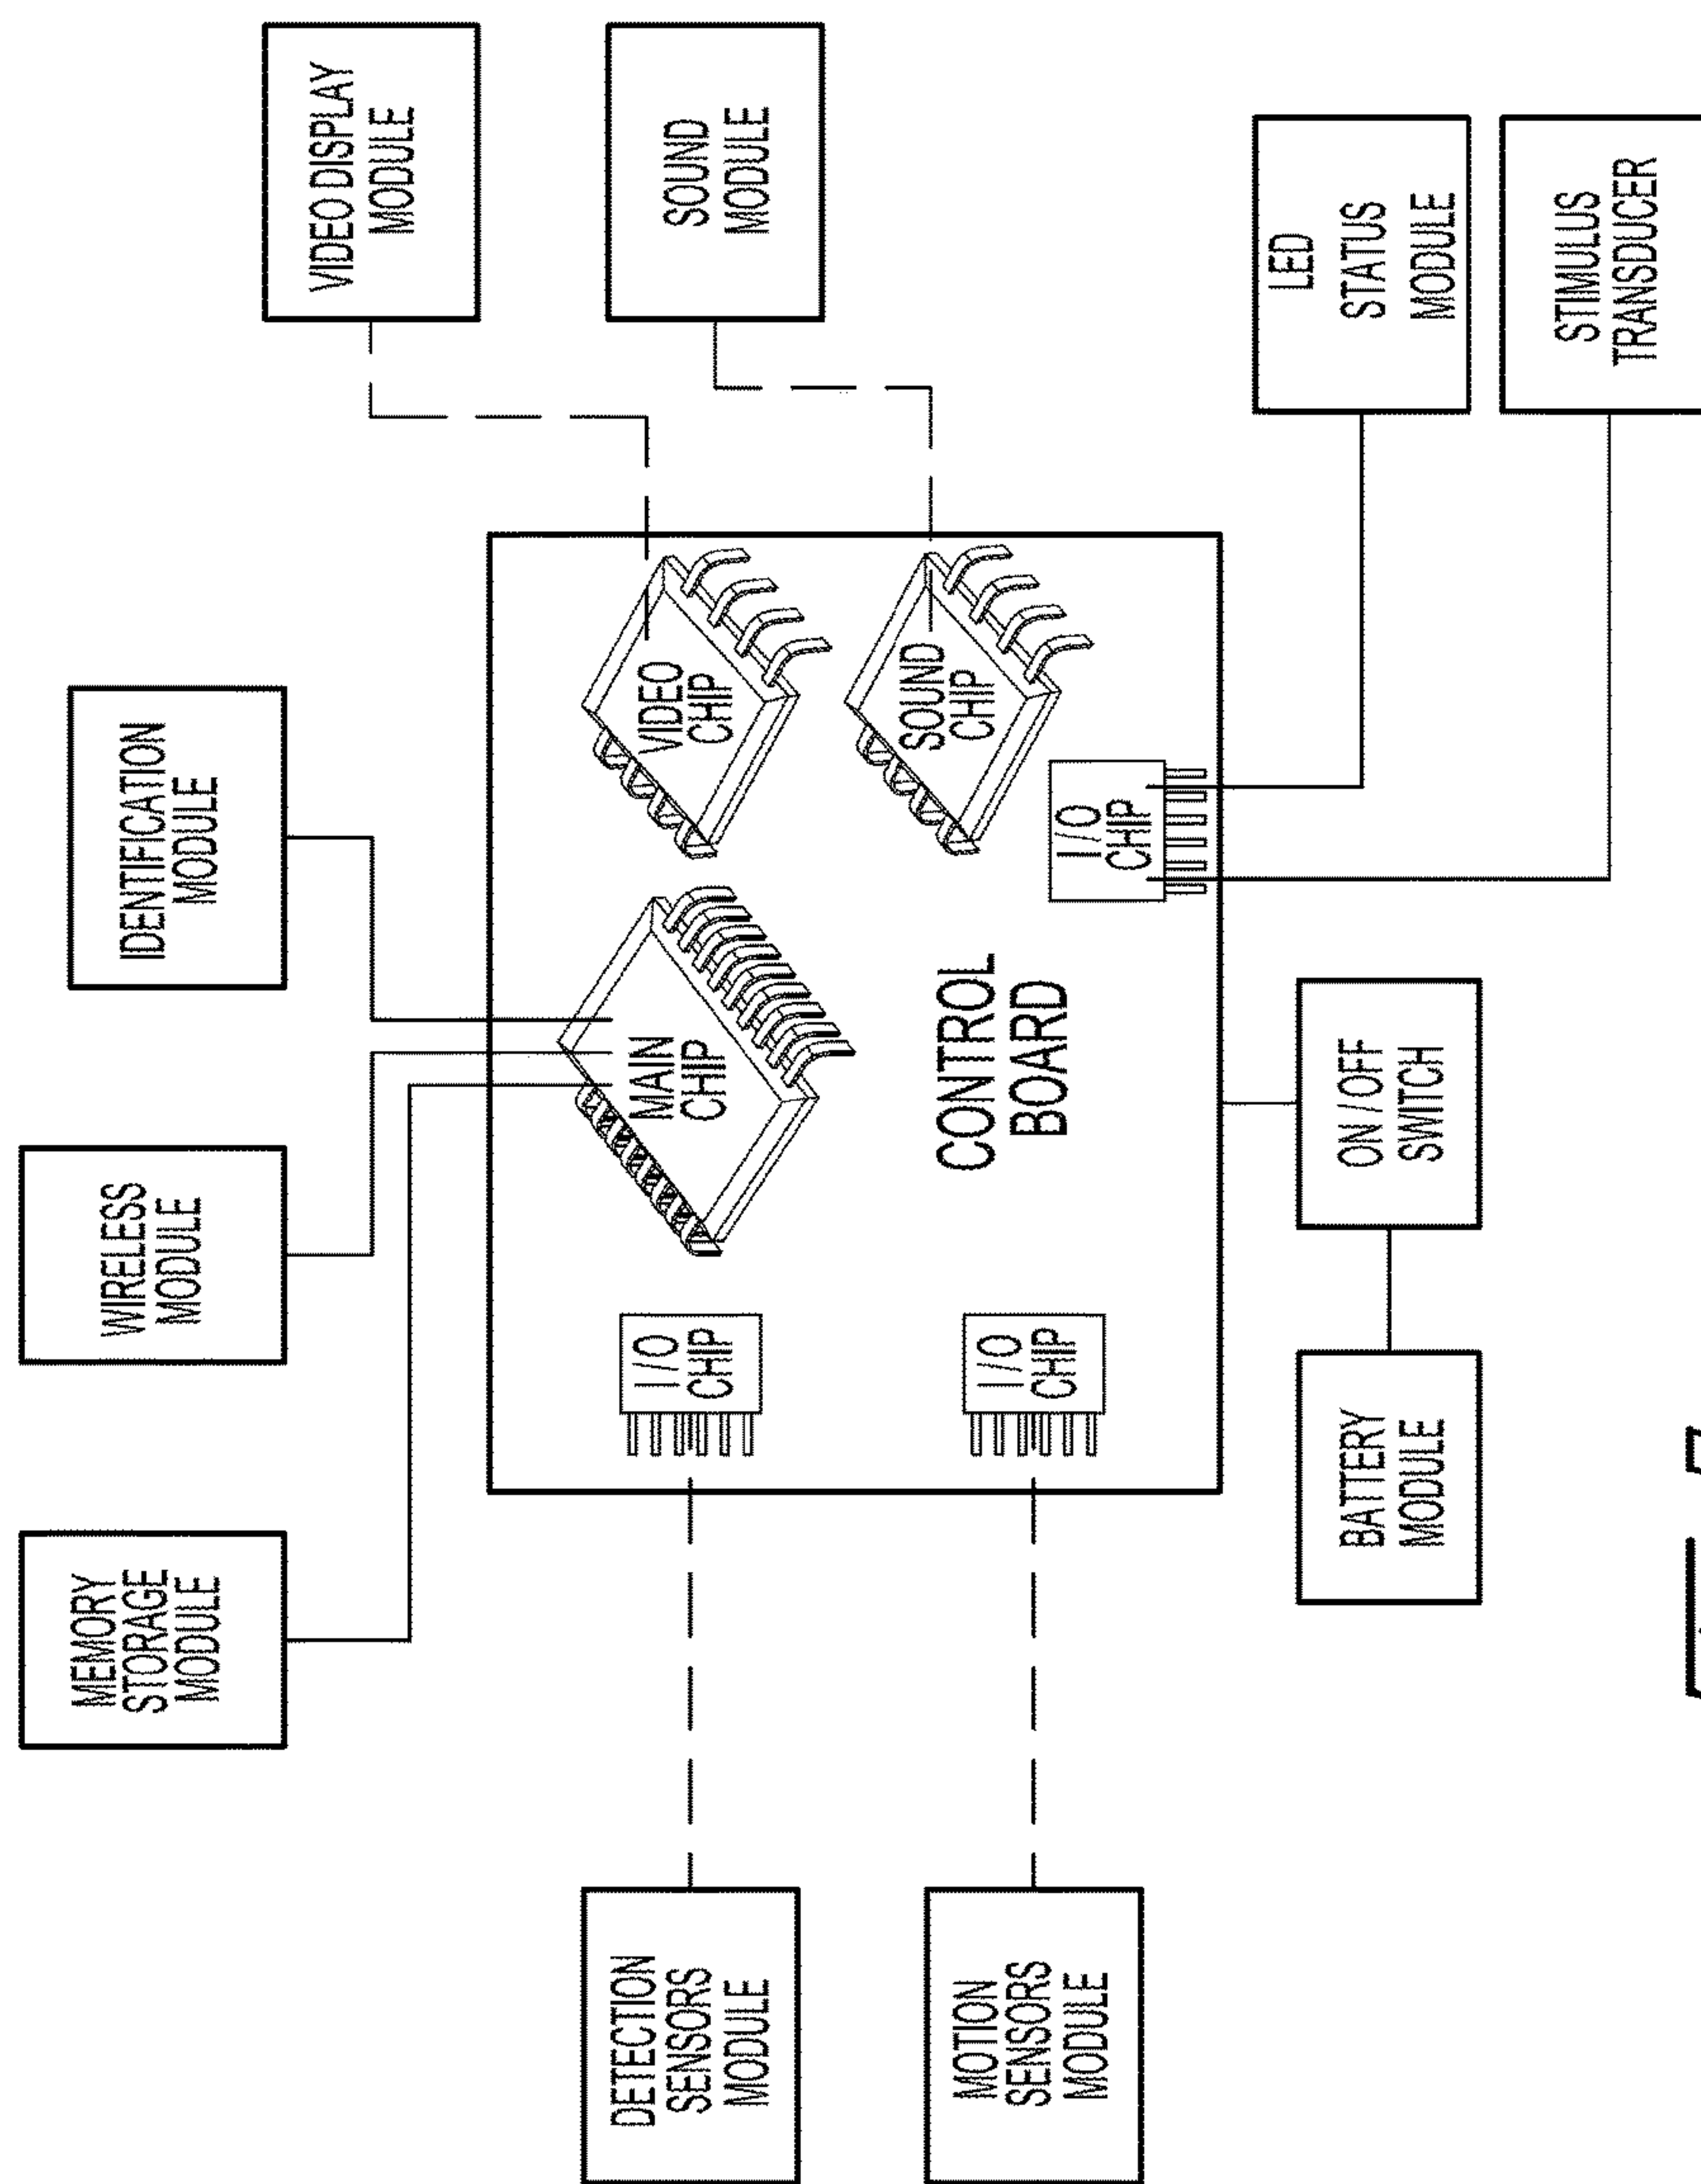 MEMORY
STORAGE
MODULE
WIRELESS
MODULE
IDENTIFICATION
MODULE
VIDEO DISPLAY
MODULE
SOUND
MODULE
DETECTION
SENSORS
MODULE
MOTION
SENSORS
MODULE
I/O
CHIP
I/O
CHIP
MAIN
CHIP
VIDEO
CHIP
SOUND
CHIP
I/O
CHIP
CONTROL
BOARD
LED
STATUS
MODULE
STIMULUS
TRANSDUCER
BATTERY
MODULE
ON/OFF
SWITCH